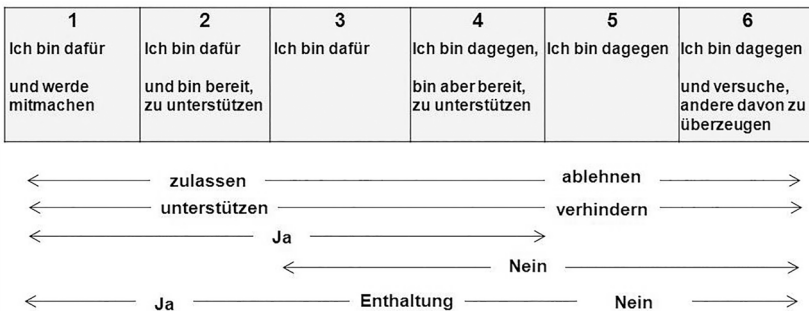 1 2 3 4 5 6
Ich bin dafür Ich bin dafür Ich bin dafür Ich bin dagegen, Ich bin dagegen Ich bin dagegen
und werde und bin bereit, bin aber bereit, und versuche,
mitmachen zu unterstützen zu unterstützen andere davon zu
überzeugen
zulassen ablehnen
unterstützen verhindern
Ja
Nein
Ja Enthaltung Nein